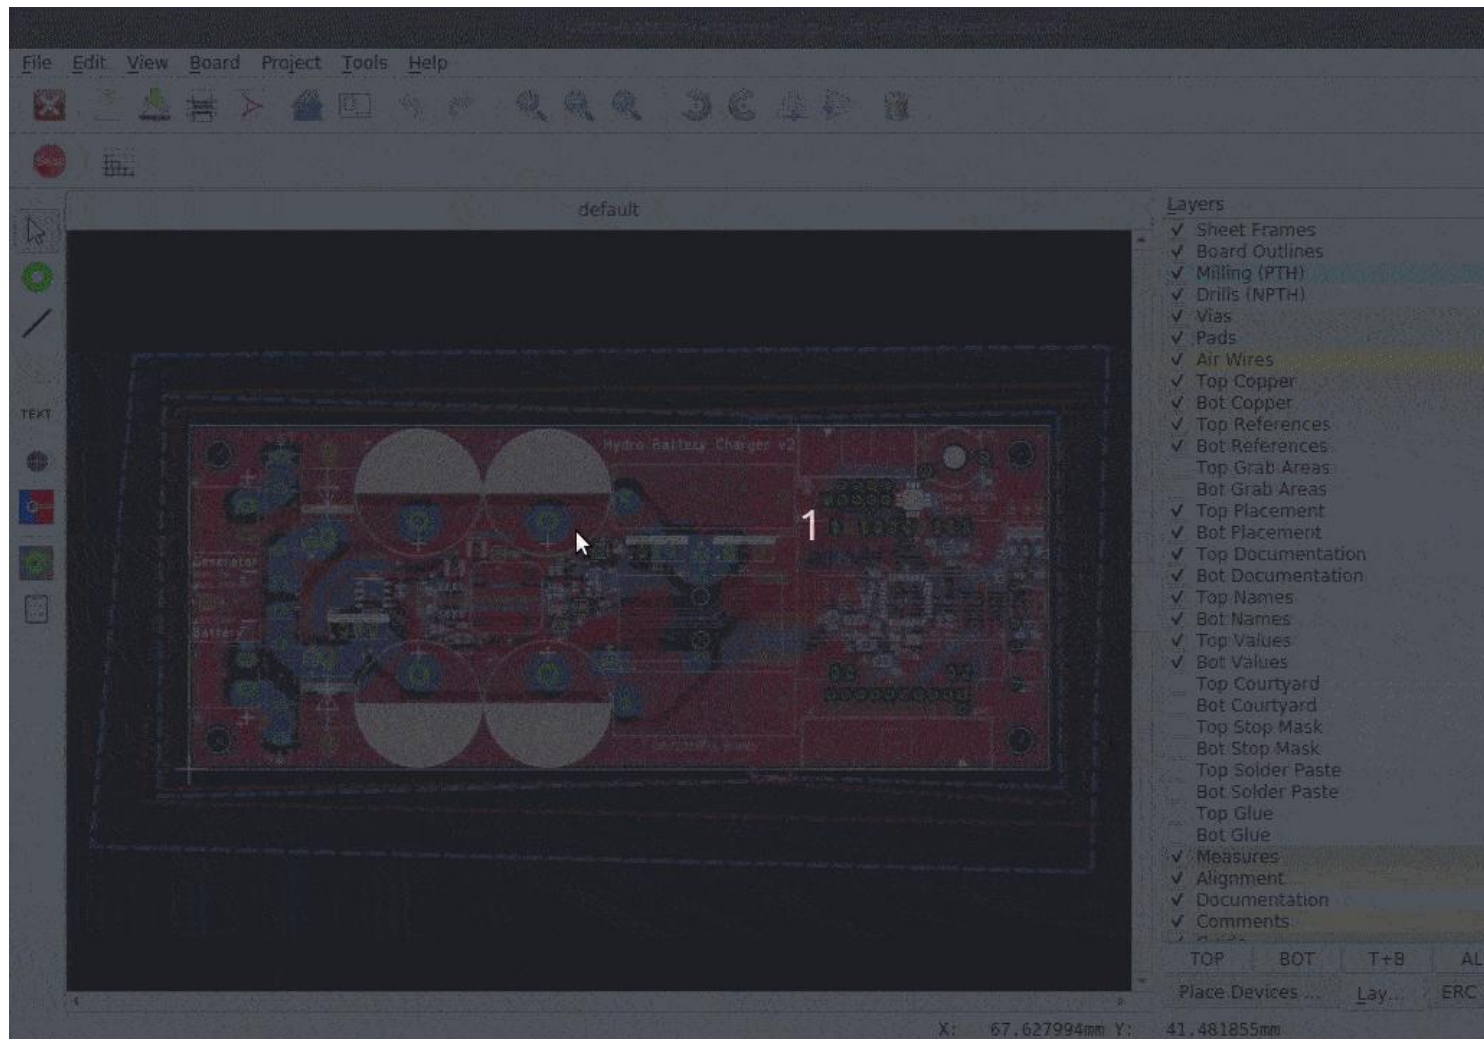 File Edit View Board Project Tools Help
TEXT
default
Hydro Battery Charger v2
1
Generator
Battery
Layers
Sheet Frames
Board Outlines
Milling (PTH)
Drills (NPTH)
Vias
Pads
Air Wires
Top Copper
Bot Copper
Top References
Bot References
Top Grab Areas
Bot Grab Areas
Top Placement
Bot Placement
Top Documentation
Bot Documentation
Top Names
Bot Names
Top Values
Bot Values
Top Courtyard
Bot Courtyard
Top Stop Mask
Bot Stop Mask
Top Solder Paste
Bot Solder Paste
Top Glue
Bot Glue
Measures
Alignment
Documentation
Comments
TOP BOT T+B AL
Place Devices ... Lay... ERC
X: 67.627994mm Y: 41.481855mm